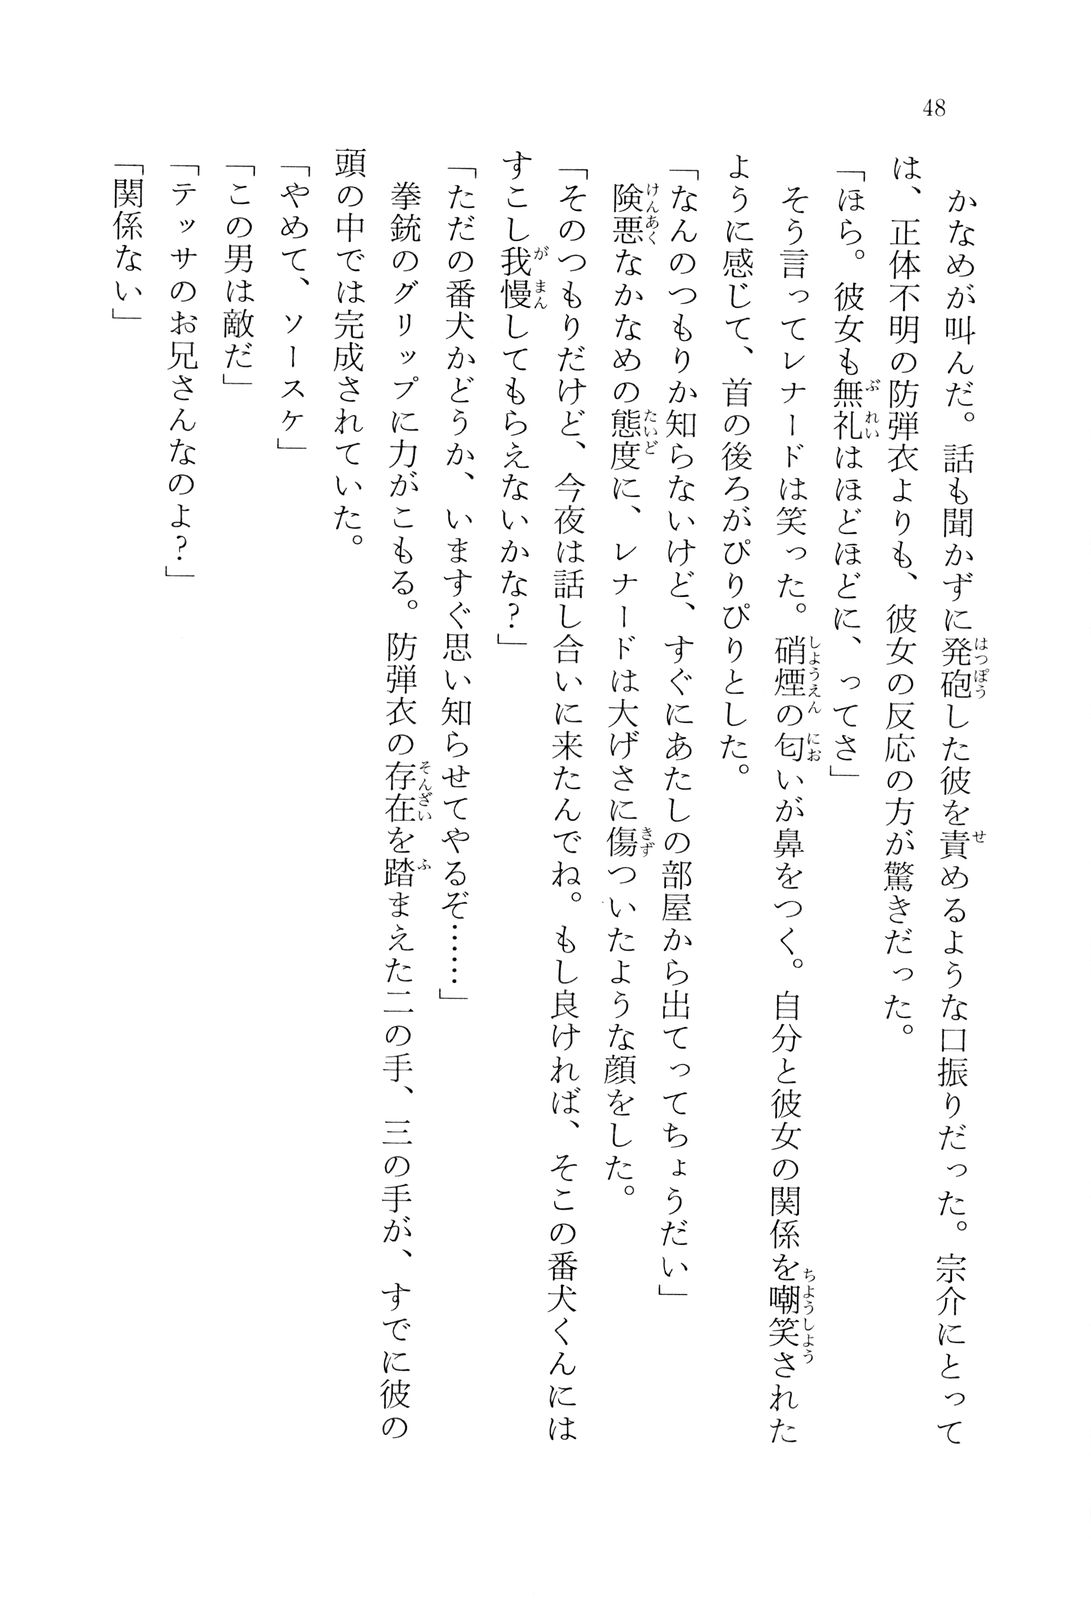 48
かなめが叫んだ。話も聞かずに発砲した彼を責めるような口振りだった。宗介にとって
は、正体不明の防弾衣よりも、彼女の反応の方が驚きだった。
「ほら。彼女も無礼はほどほどに、ってさ」
そう言ってレナードは笑った。硝煙の匂いが鼻をつく。自分と彼女の関係を嘲笑された
ように感じて、首の後ろがぴりぴりとした。
「なんのつもりか知らないけど、すぐにあたしの部屋から出てってちょうだい」
険悪なかなめの態度に、レナードは大げさに傷ついたような顔をした。
「そのつもりだけど、今夜は話し合いに来たんでね。もし良ければ、そこの番犬くんには
すこし我慢してもらえないかな？」
「ただの番犬かどうか、いますぐ思い知らせてやるぞ……」
拳銃のグリップに力がこもる。防弾衣の存在を踏まえた二の手、三の手が、すでに彼の
頭の中では完成されていた。
「やめて、ソースケ」
「この男は敵だ」
「テッサのお兄さんなのよ？」
「関係ない」